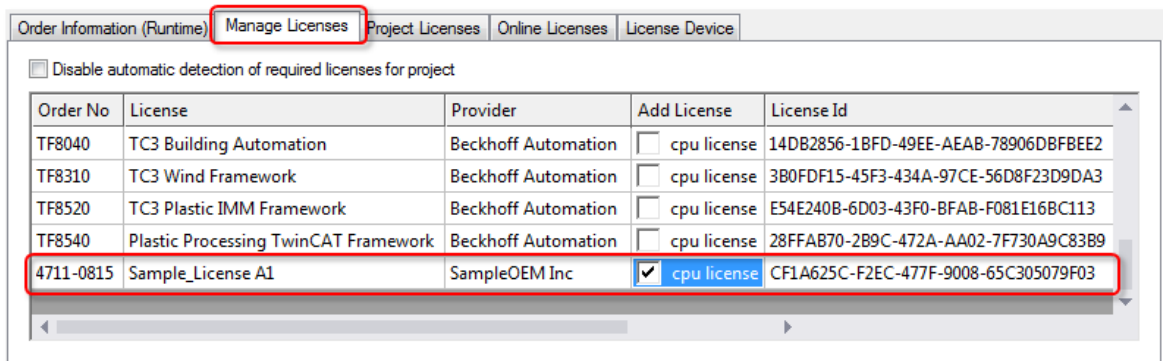 Order Information (Runtime) Manage Licenses Project Licenses Online Licenses License Device
Disable automatic detection of required licenses for project
Order No License Provider Add License License Id
TF8040 TC3 Building Automation Beckhoff Automation cpu license 14DB2856-1BFD-49EE-AEAB-78906DBFBEE2
TF8310 TC3 Wind Framework Beckhoff Automation cpu license 3B0FDF15-45F3-434A-97CE-56D8F23D9DA3
TF8520 TC3 Plastic IMM Framework Beckhoff Automation cpu license E54E240B-6D03-43F0-BFAB-F081E16BC113
TF8540 Plastic Processing TwinCAT Framework Beckhoff Automation cpu license 28FFAB70-2B9C-472A-AA02-7F730A9C83B9
4711-0815 Sample_License A1 SampleOEM Inc cpu license CF1A625C-F2EC-477F-9008-65C305079F03